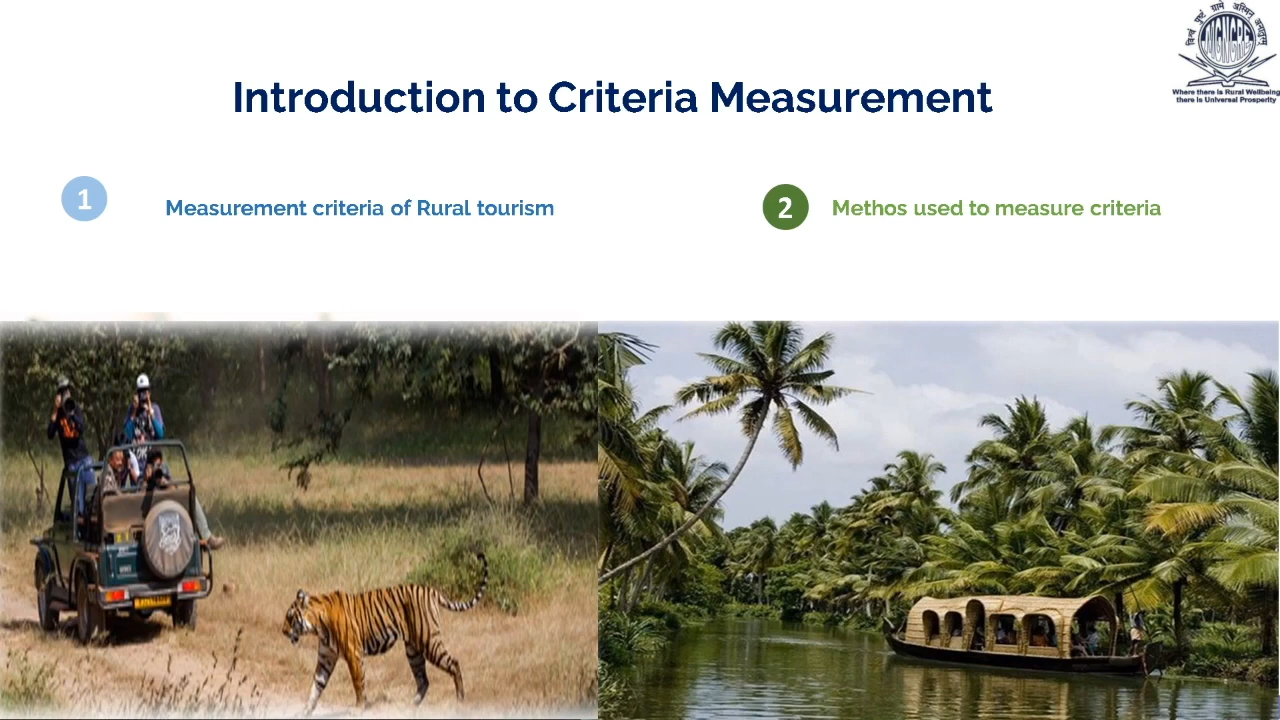 Introduction to Criteria Measurement
MGNCRE
Where there is Rural Wellbeing
there is Universal Prosperity
1
Measurement criteria of Rural tourism
2
Methos used to measure criteria